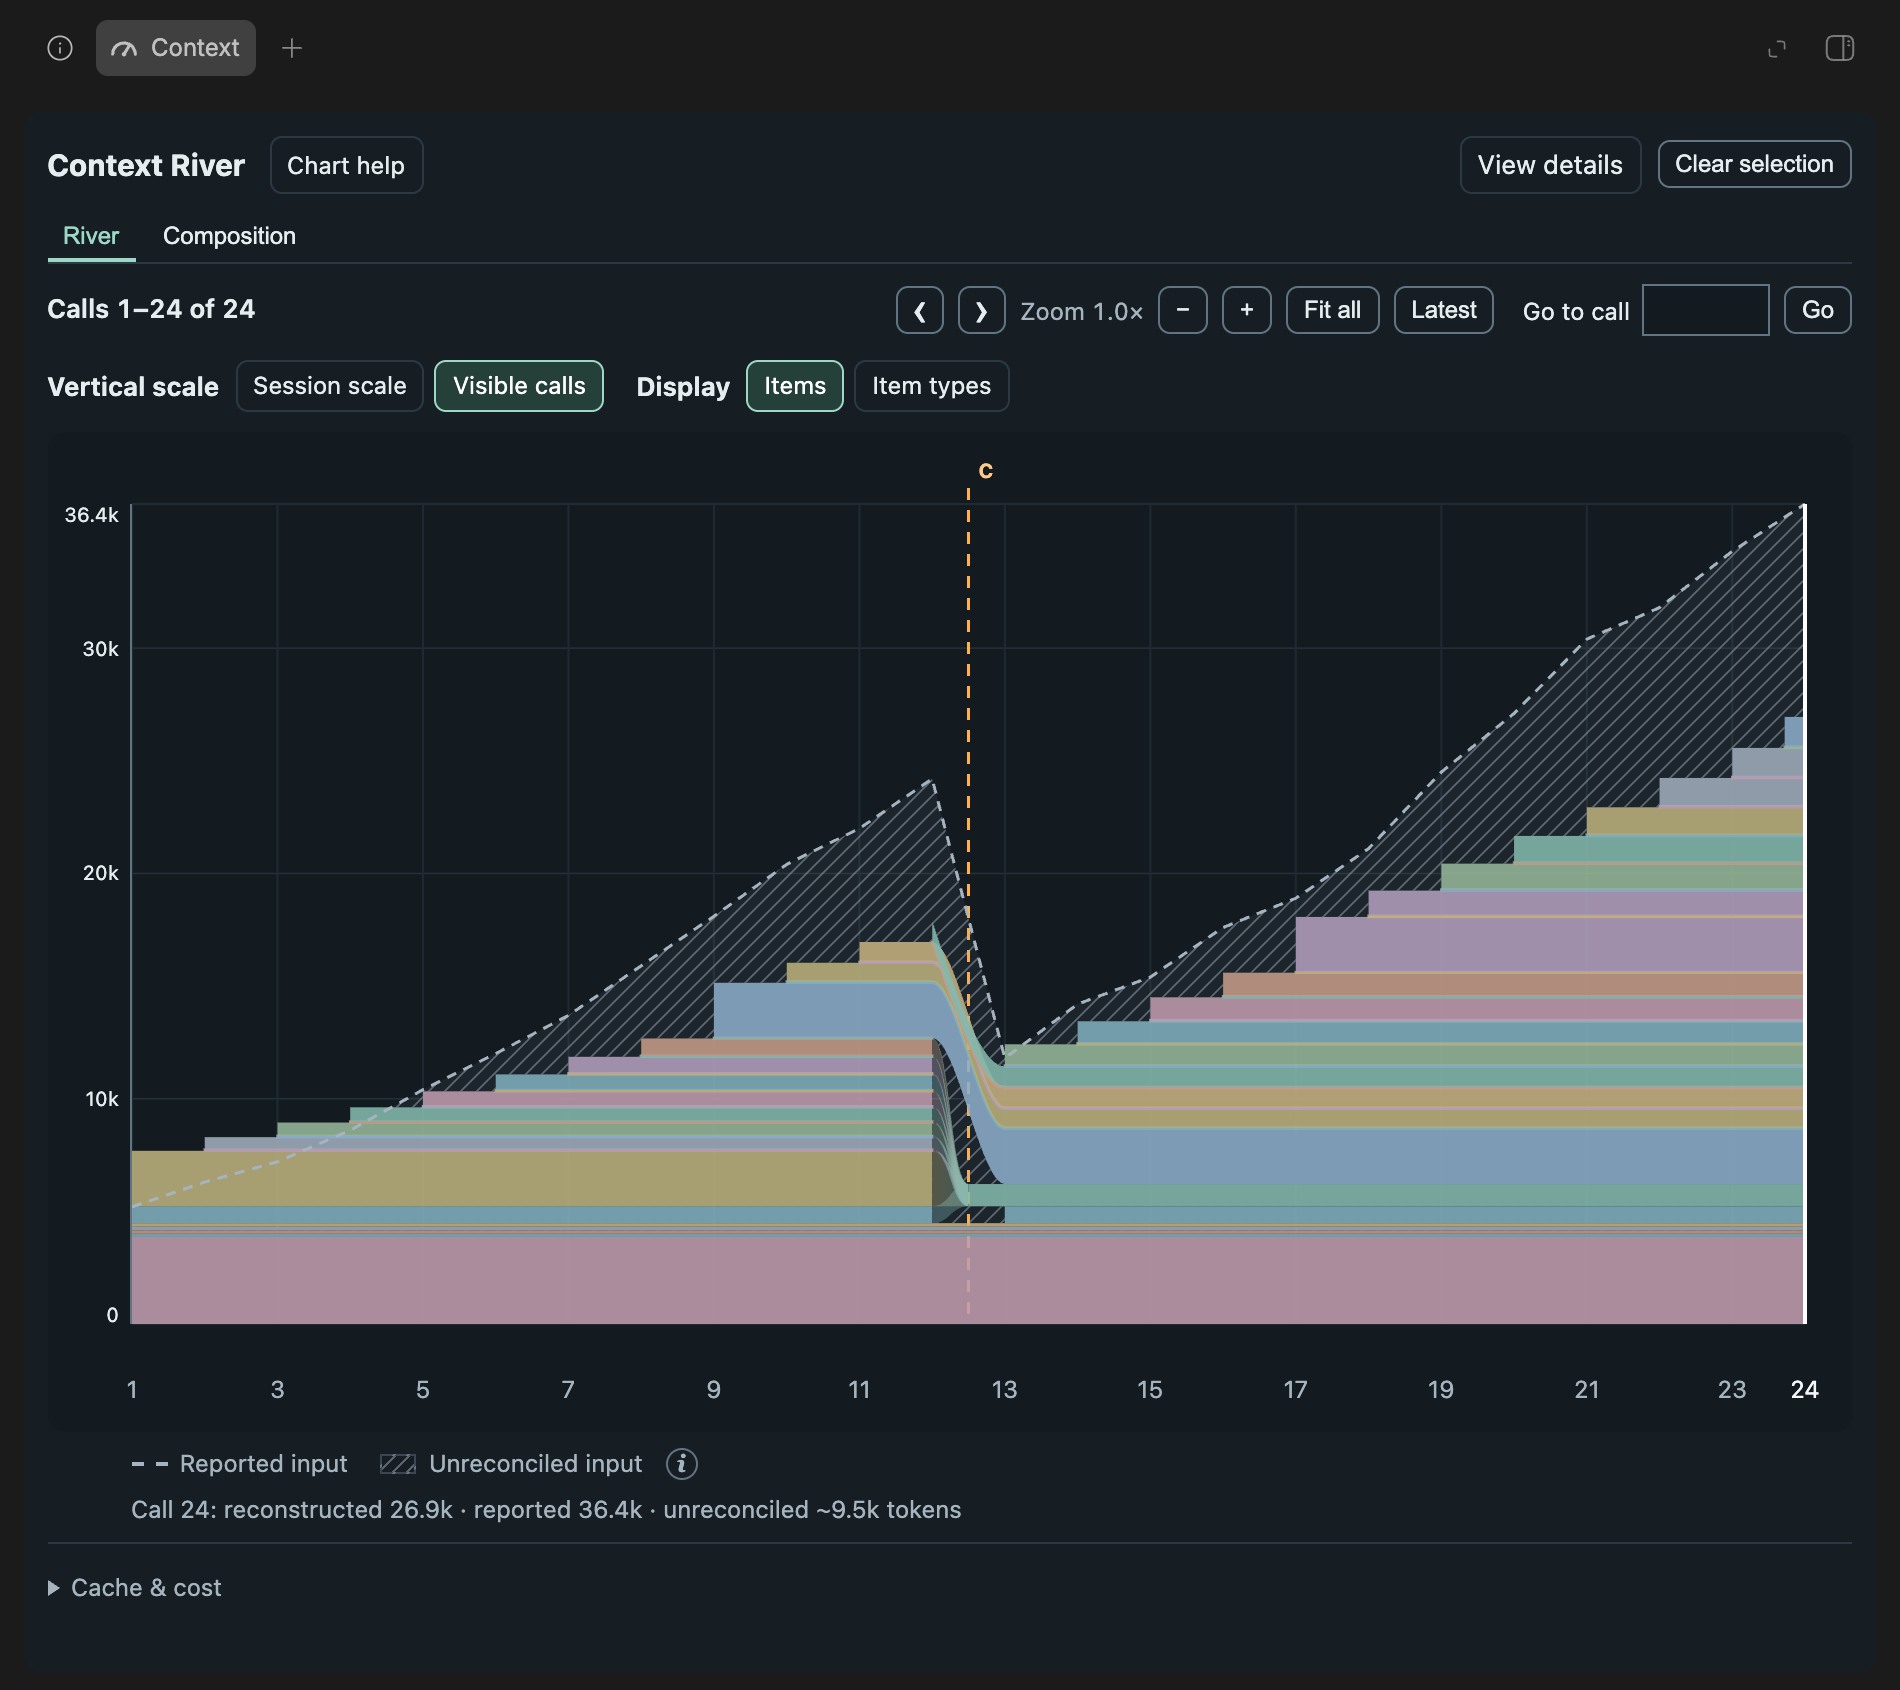 Context
Context River
Chart help
View details
Clear selection
River
Composition
Calls 1–24 of 24
Zoom 1.0×
−
+
Fit all
Latest
Go to call
Go
Vertical scale
Session scale
Visible calls
Display
Items
Item types
C
36.4k
30k
20k
10k
0
1 3 5 7 9 11 13 15 17 19 21 23 24
Reported input
Unreconciled input
Call 24: reconstructed 26.9k · reported 36.4k · unreconciled ~9.5k tokens
Cache & cost